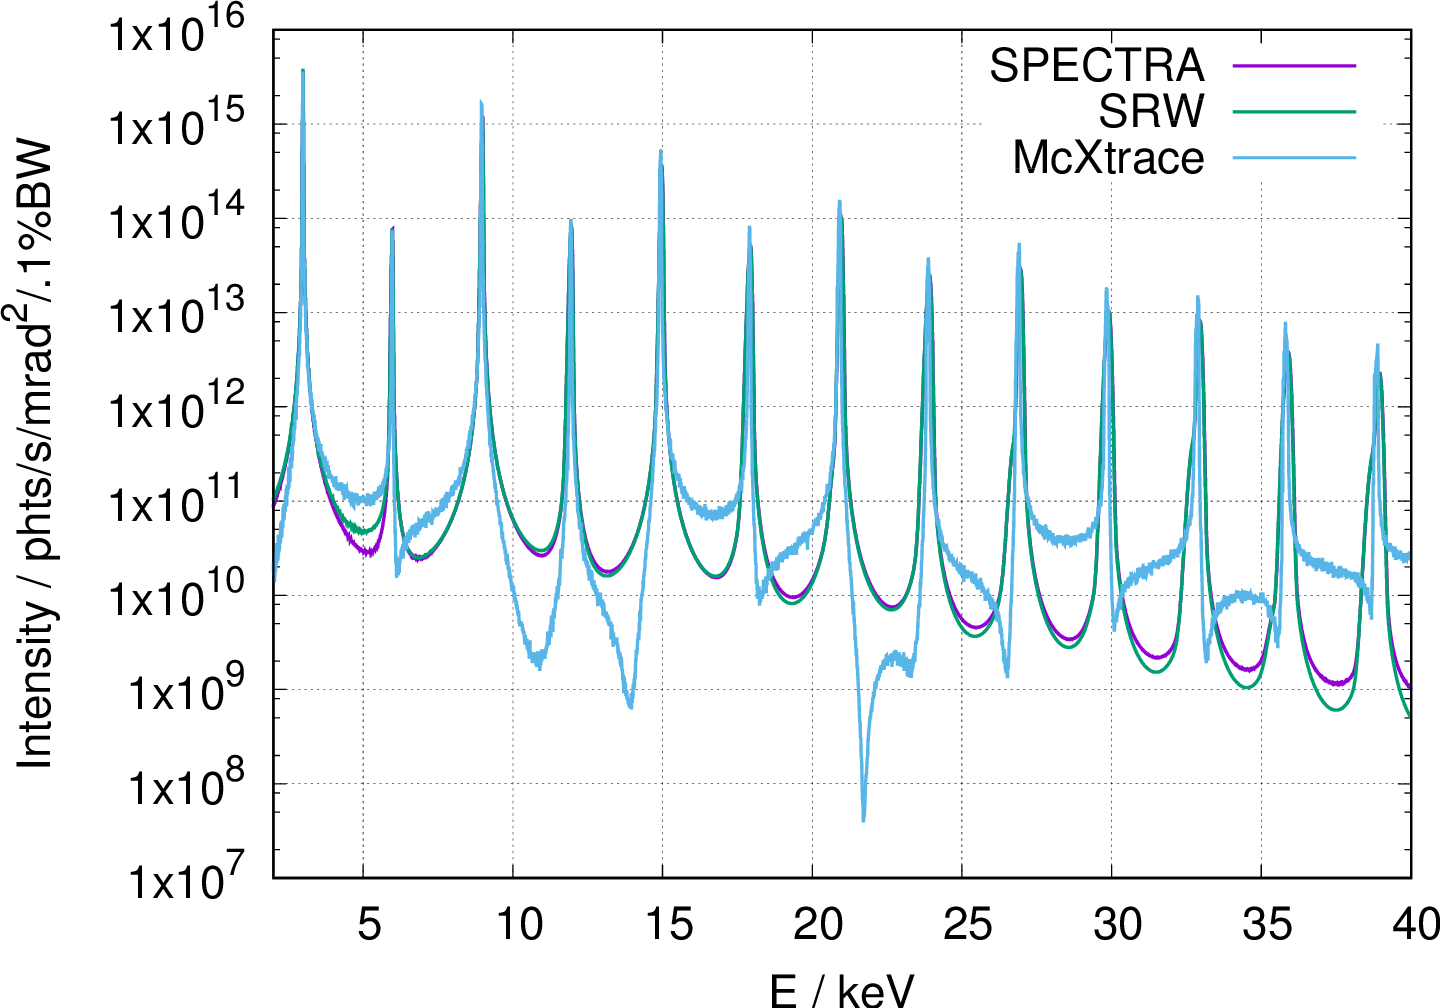 1x10^16
1x10^15
1x10^14
1x10^13
1x10^12
1x10^11
1x10^10
1x10^9
1x10^8
1x10^7
Intensity / phts/s/mrad^2/.1%BW
SPECTRA
SRW
McXtrace
5 10 15 20 25 30 35 40
E / keV